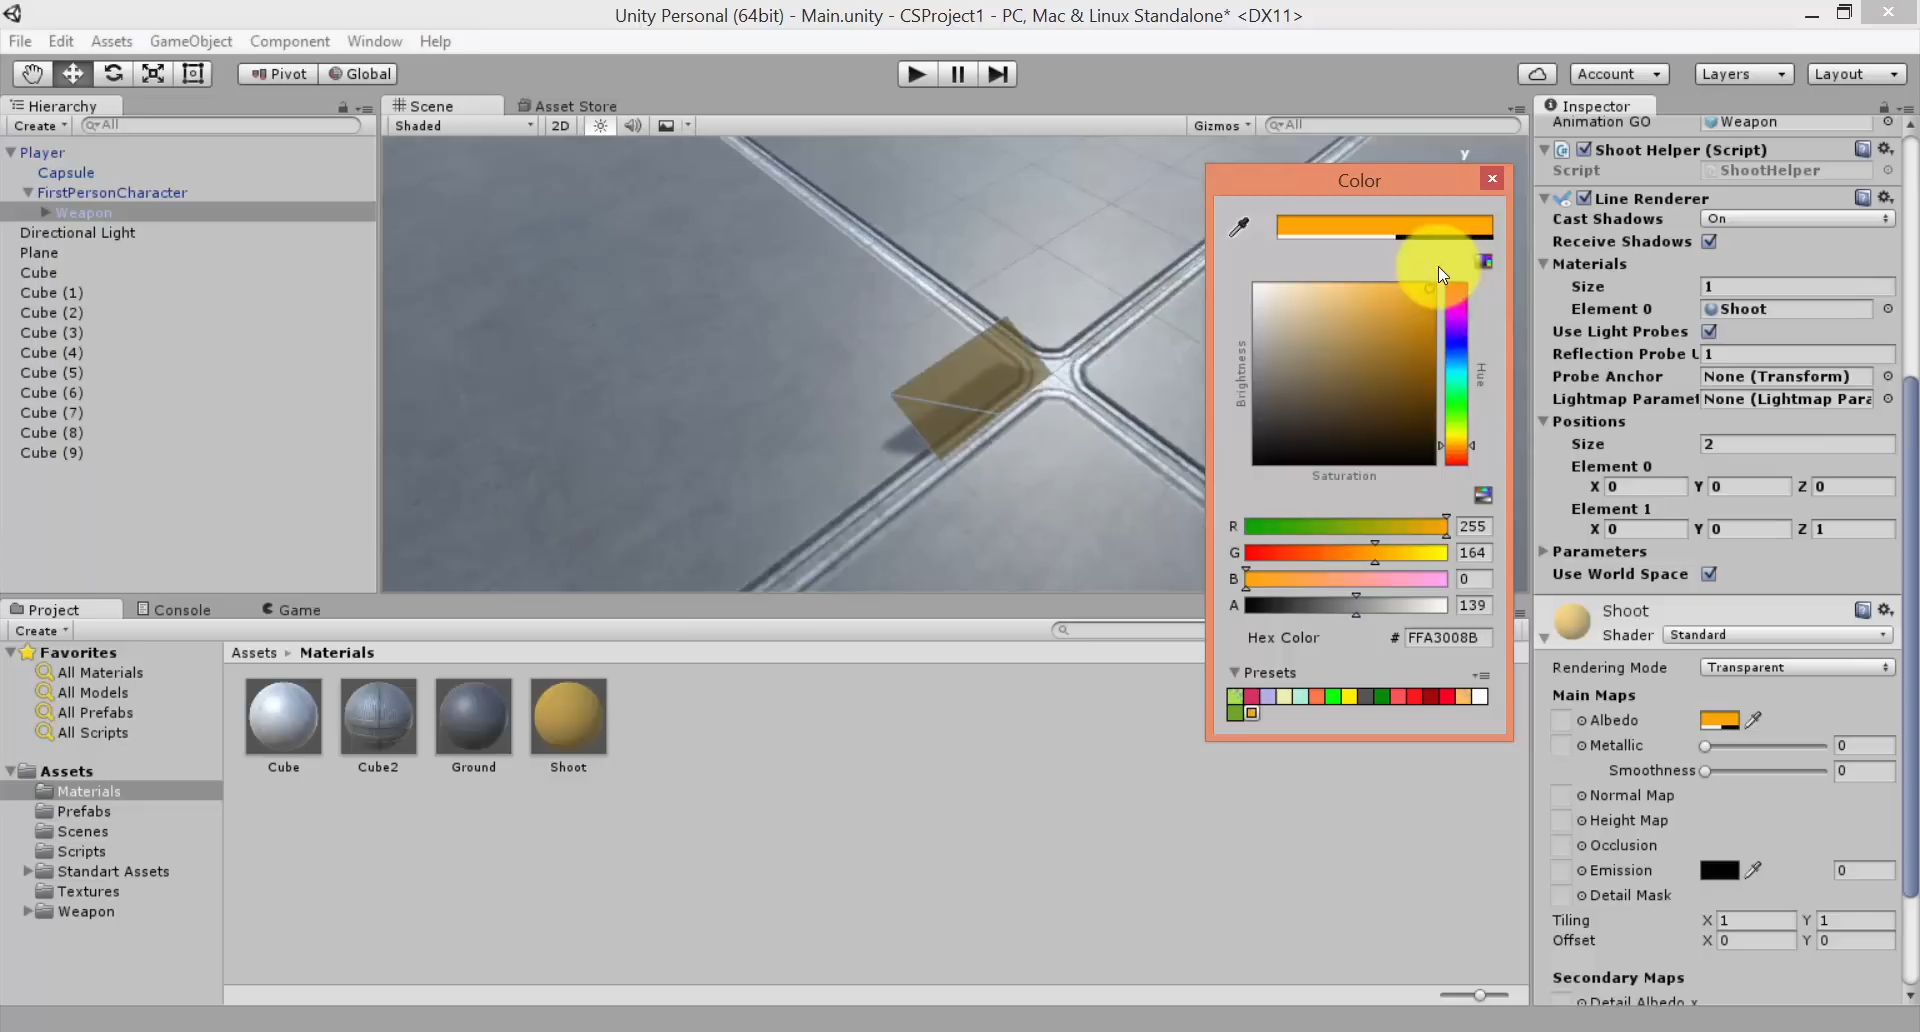 Unity Personal (64bit) - Main.unity - CSProject1 - PC, Mac & Linux Standalone* <DX11>
File Edit Assets GameObject Component Window Help
Pivot Global Account Layers Layout
Hierarchy
Create All
Player
Capsule
FirstPersonCharacter
Weapon
Directional Light
Plane
Cube
Cube (1)
Cube (2)
Cube (3)
Cube (4)
Cube (5)
Cube (6)
Cube (7)
Cube (8)
Cube (9)
Scene Asset Store
Shaded 2D Gizmos All
y
Color
Brightness
Hue
Saturation
R 255
G 164
B 0
A 139
Hex Color # FFA3008B
Presets
Inspector
Animation GO Weapon
Shoot Helper (Script)
Script ShootHelper
Line Renderer
Cast Shadows On
Receive Shadows
Materials
Size 1
Element 0 Shoot
Use Light Probes
Reflection Probe U 1
Probe Anchor None (Transform)
Lightmap Paramet None (Lightmap Para
Positions
Size 2
Element 0
X 0 Y 0 Z 0
Element 1
X 0 Y 0 Z 1
Parameters
Use World Space
Shoot
Shader Standard
Rendering Mode Transparent
Main Maps
Albedo
Metallic 0
Smoothness 0
Normal Map
Height Map
Occlusion
Emission 0
Detail Mask
Tiling X 1 Y 1
Offset X 0 Y 0
Secondary Maps
Detail Albedo x
Project Console Game
Create
Favorites
All Materials
All Models
All Prefabs
All Scripts
Assets
Materials
Prefabs
Scenes
Scripts
Standart Assets
Textures
Weapon
Assets Materials
Cube Cube2 Ground Shoot